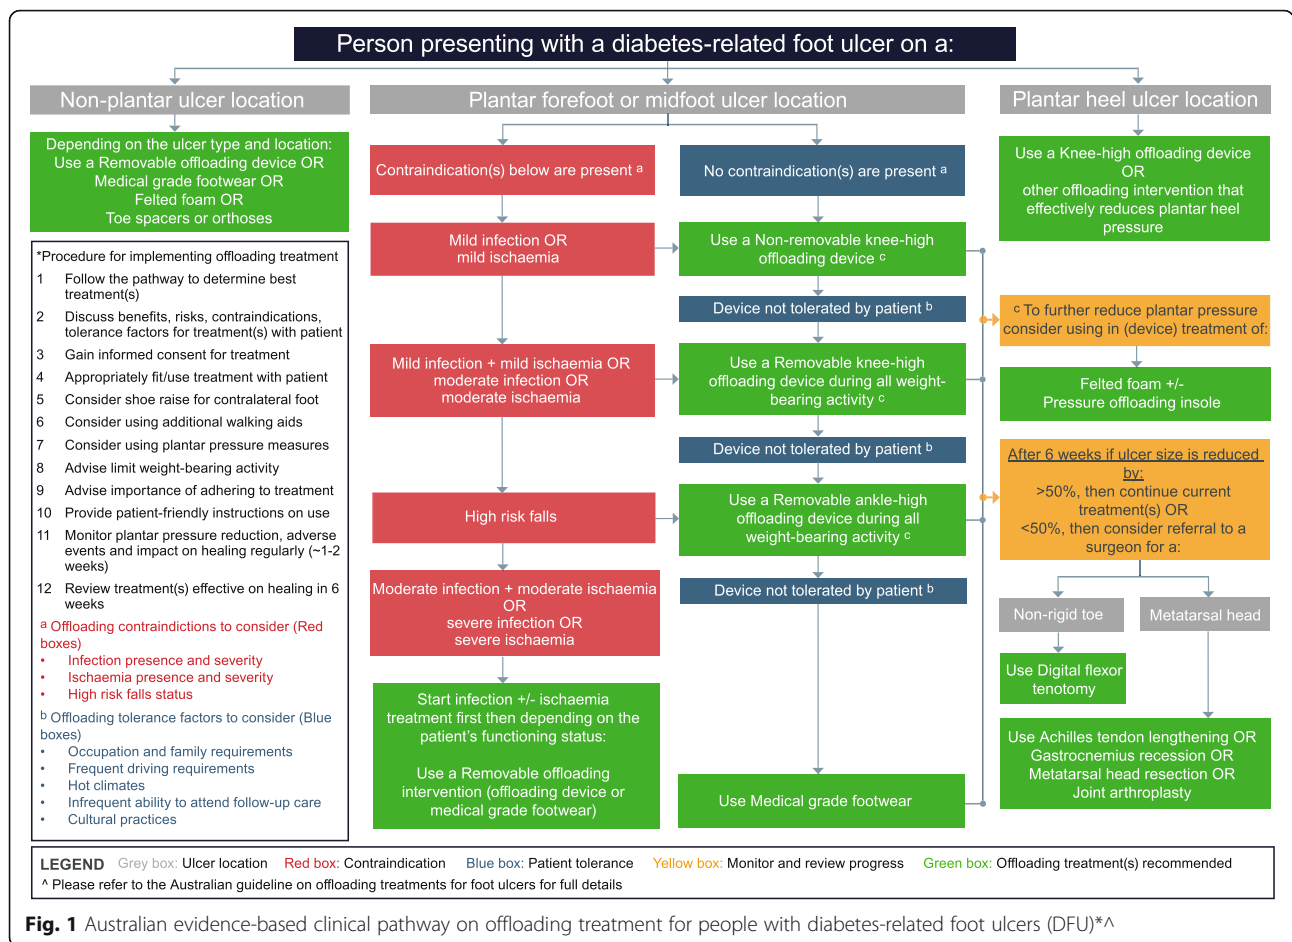 Person presenting with a diabetes-related foot ulcer on a:
Non-plantar ulcer location
Depending on the ulcer type and location:
Use a Removable offloading device OR
Medical grade footwear OR
Felted foam OR
Toe spacers or orthoses
*Procedure for implementing offloading treatment
1 Follow the pathway to determine best
treatment(s)
2 Discuss benefits, risks, contraindications,
tolerance factors for treatment(s) with patient
3 Gain informed consent for treatment
4 Appropriately fit/use treatment with patient
5 Consider shoe raise for contralateral foot
6 Consider using additional walking aids
7 Consider using plantar pressure measures
8 Advise limit weight-bearing activity
9 Advise importance of adhering to treatment
10 Provide patient-friendly instructions on use
11 Monitor plantar pressure reduction, adverse
events and impact on healing regularly (~1-2
weeks)
12 Review treatment(s) effective on healing in 6
weeks
a Offloading contraindictions to consider (Red
boxes)
• Infection presence and severity
• Ischaemia presence and severity
• High risk falls status
b Offloading tolerance factors to consider (Blue
boxes)
• Occupation and family requirements
• Frequent driving requirements
• Hot climates
• Infrequent ability to attend follow-up care
• Cultural practices
Plantar forefoot or midfoot ulcer location
Contraindication(s) below are present a
Mild infection OR
mild ischaemia
Mild infection + mild ischaemia OR
moderate infection OR
moderate ischaemia
High risk falls
Moderate infection + moderate ischaemia
OR
severe infection OR
severe ischaemia
Start infection +/- ischaemia
treatment first then depending on the
patient's functioning status:
Use a Removable offloading
intervention (offloading device or
medical grade footwear)
No contraindication(s) are present a
Use a Non-removable knee-high
offloading device c
Device not tolerated by patient b
Use a Removable knee-high
offloading device during all weight-
bearing activity c
Device not tolerated by patient b
Use a Removable ankle-high
offloading device during all
weight-bearing activity c
Device not tolerated by patient b
Use Medical grade footwear
Plantar heel ulcer location
Use a Knee-high offloading device
OR
other offloading intervention that
effectively reduces plantar heel
pressure
c To further reduce plantar pressure
consider using in (device) treatment of:
Felted foam +/-
Pressure offloading insole
After 6 weeks if ulcer size is reduced
by:
>50%, then continue current
treatment(s) OR
<50%, then consider referral to a
surgeon for a:
Non-rigid toe
Metatarsal head
Use Digital flexor
tenotomy
Use Achilles tendon lengthening OR
Gastrocnemius recession OR
Metatarsal head resection OR
Joint arthroplasty
LEGEND Grey box: Ulcer location Red box: Contraindication Blue box: Patient tolerance Yellow box: Monitor and review progress Green box: Offloading treatment(s) recommended
^ Please refer to the Australian guideline on offloading treatments for foot ulcers for full details
Fig. 1 Australian evidence-based clinical pathway on offloading treatment for people with diabetes-related foot ulcers (DFU)*^